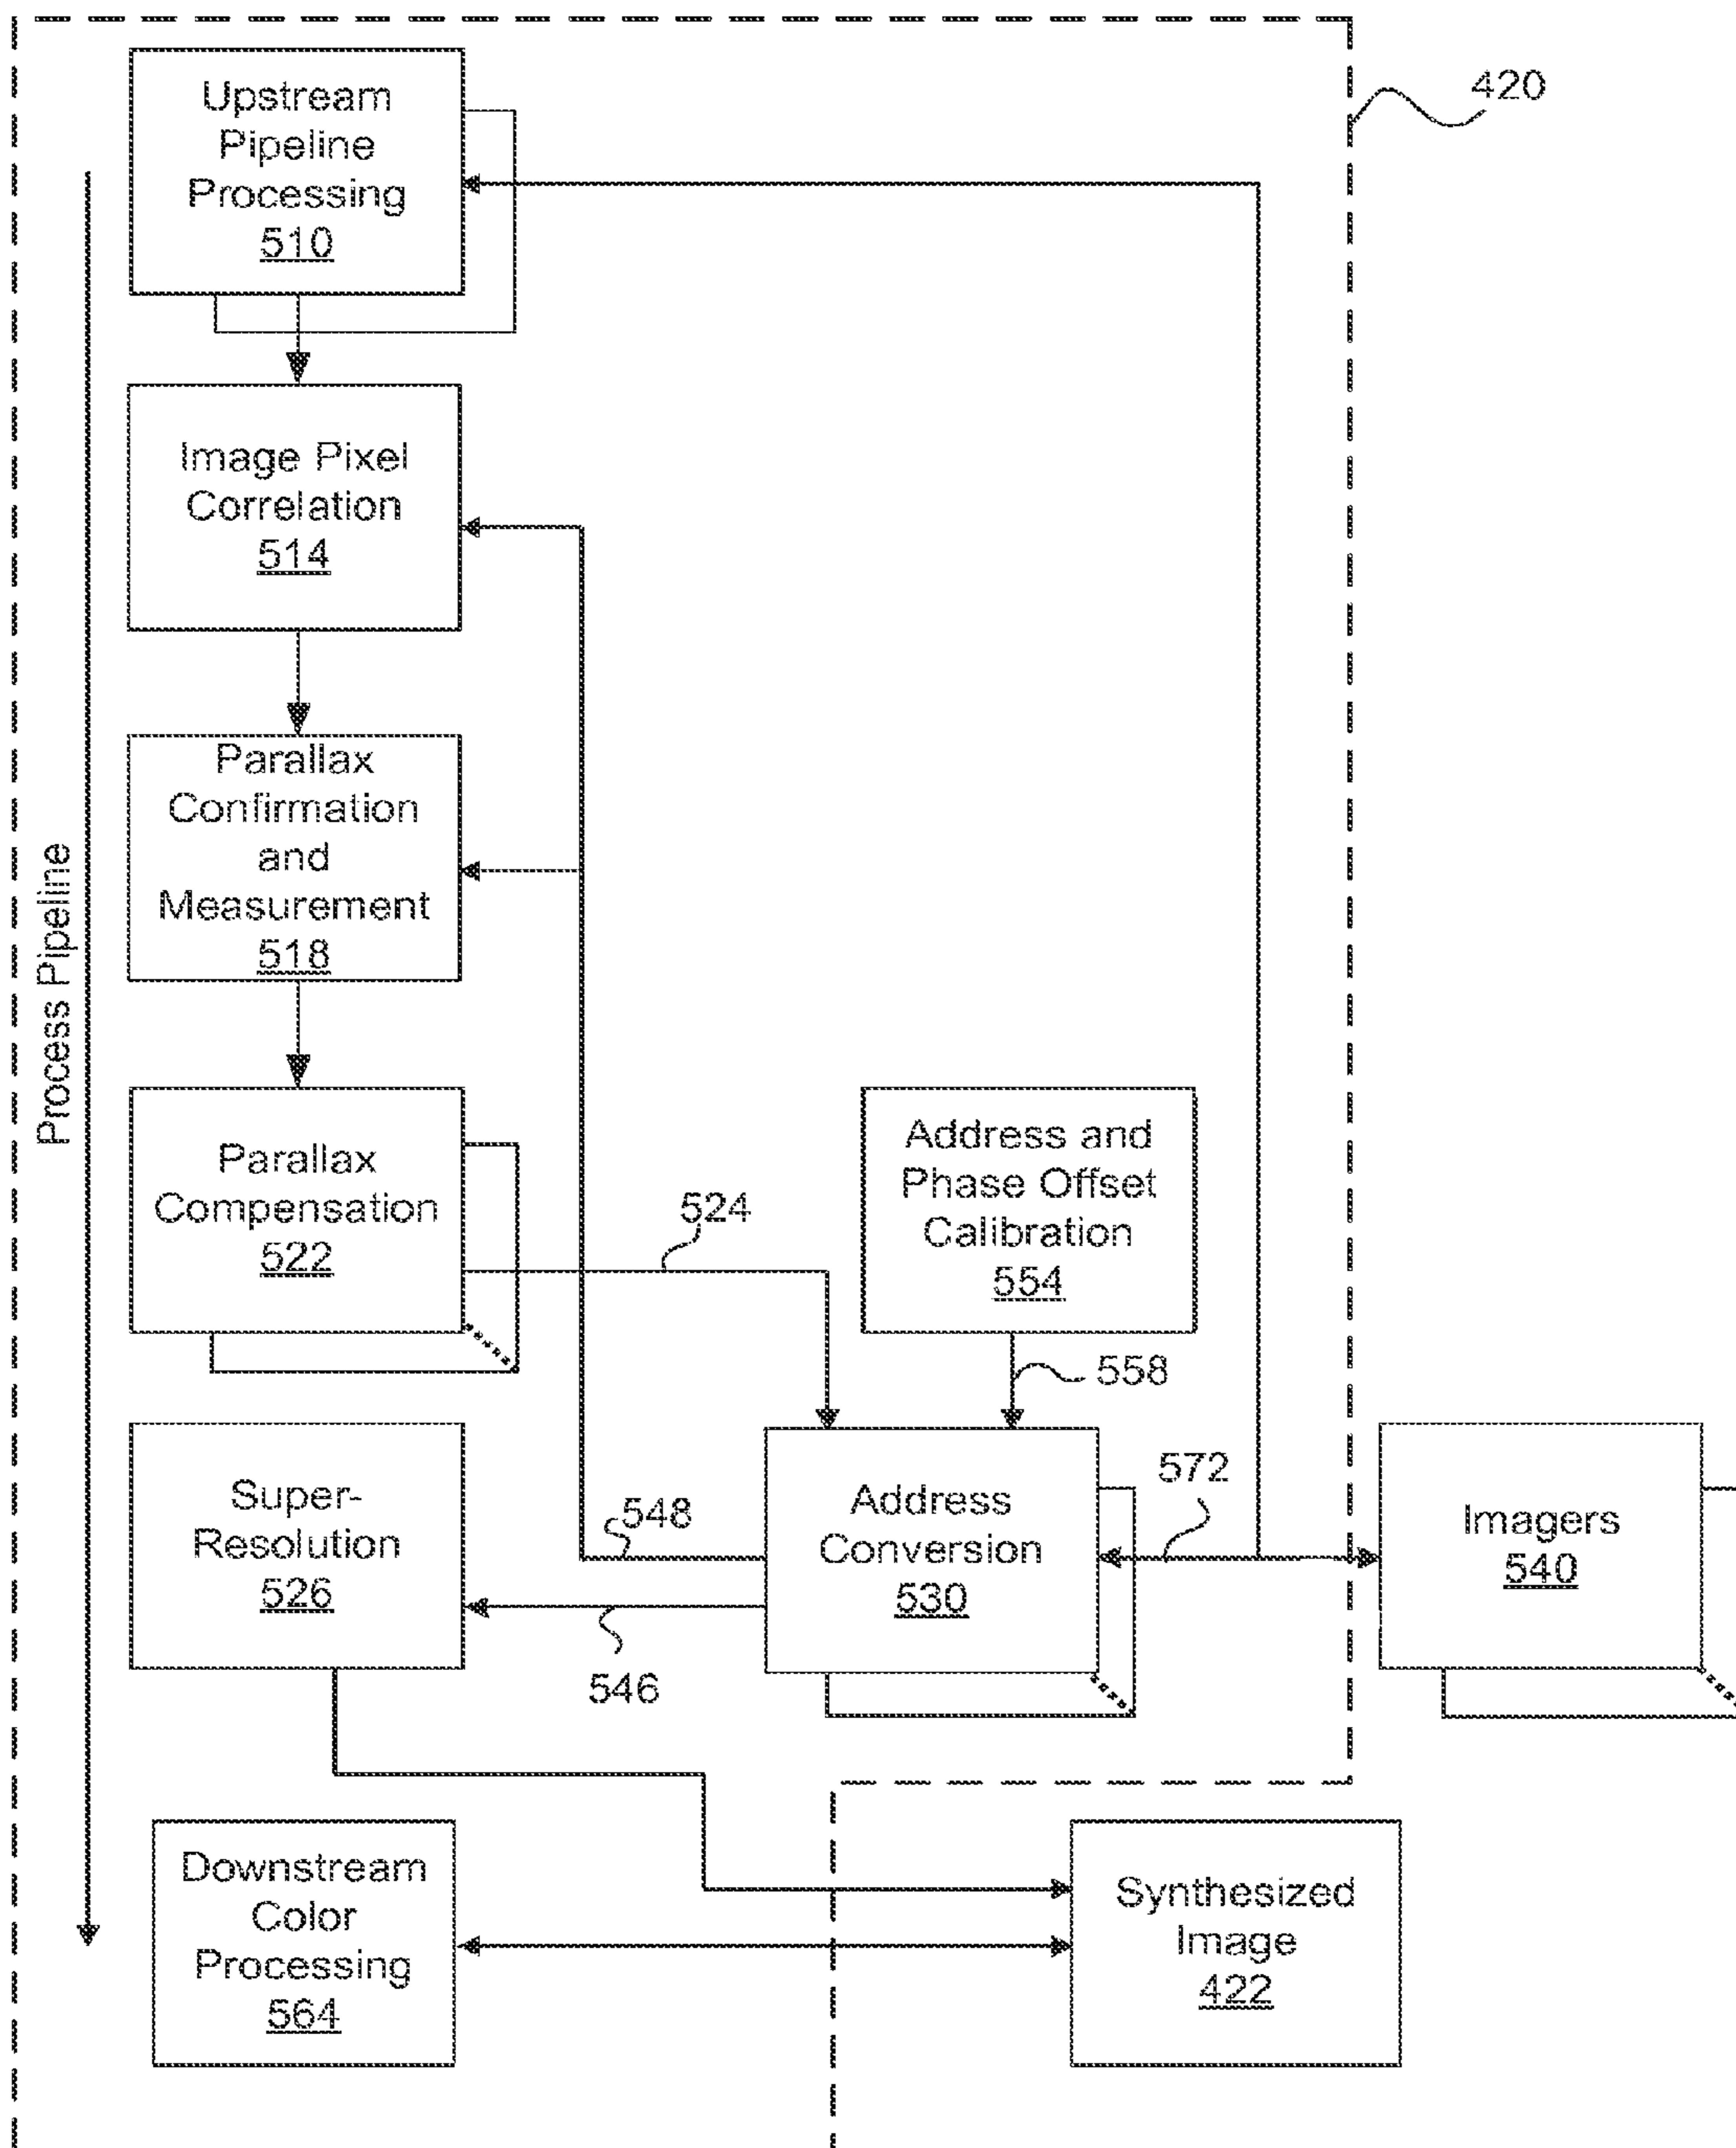 420
Upstream
Pipeline
Processing
510
Image Pixel
Correlation
514
Process Pipeline
Parallax
Confirmation
and
Measurement
518
Parallax
Compensation
522
524
Address and
Phase Offset
Calibration
554
558
Super-
Resolution
526
548
546
Address
Conversion
530
572
Imagers
540
Downstream
Color
Processing
564
Synthesized
Image
422